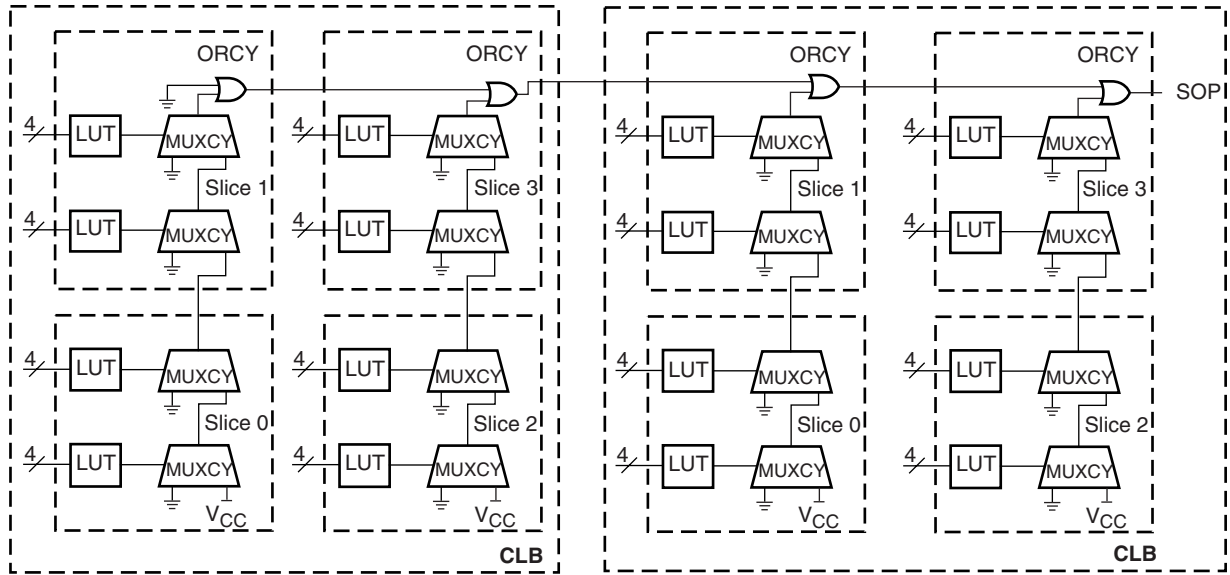 ORCY ORCY ORCY ORCY
SOP
4 LUT MUXCY 4 LUT MUXCY 4 LUT MUXCY 4 LUT MUXCY
Slice 1 Slice 3 Slice 1 Slice 3
4 LUT MUXCY 4 LUT MUXCY 4 LUT MUXCY 4 LUT MUXCY
4 LUT MUXCY 4 LUT MUXCY 4 LUT MUXCY 4 LUT MUXCY
Slice 0 Slice 2 Slice 0 Slice 2
4 LUT MUXCY 4 LUT MUXCY 4 LUT MUXCY 4 LUT MUXCY
VCC VCC VCC VCC
CLB CLB